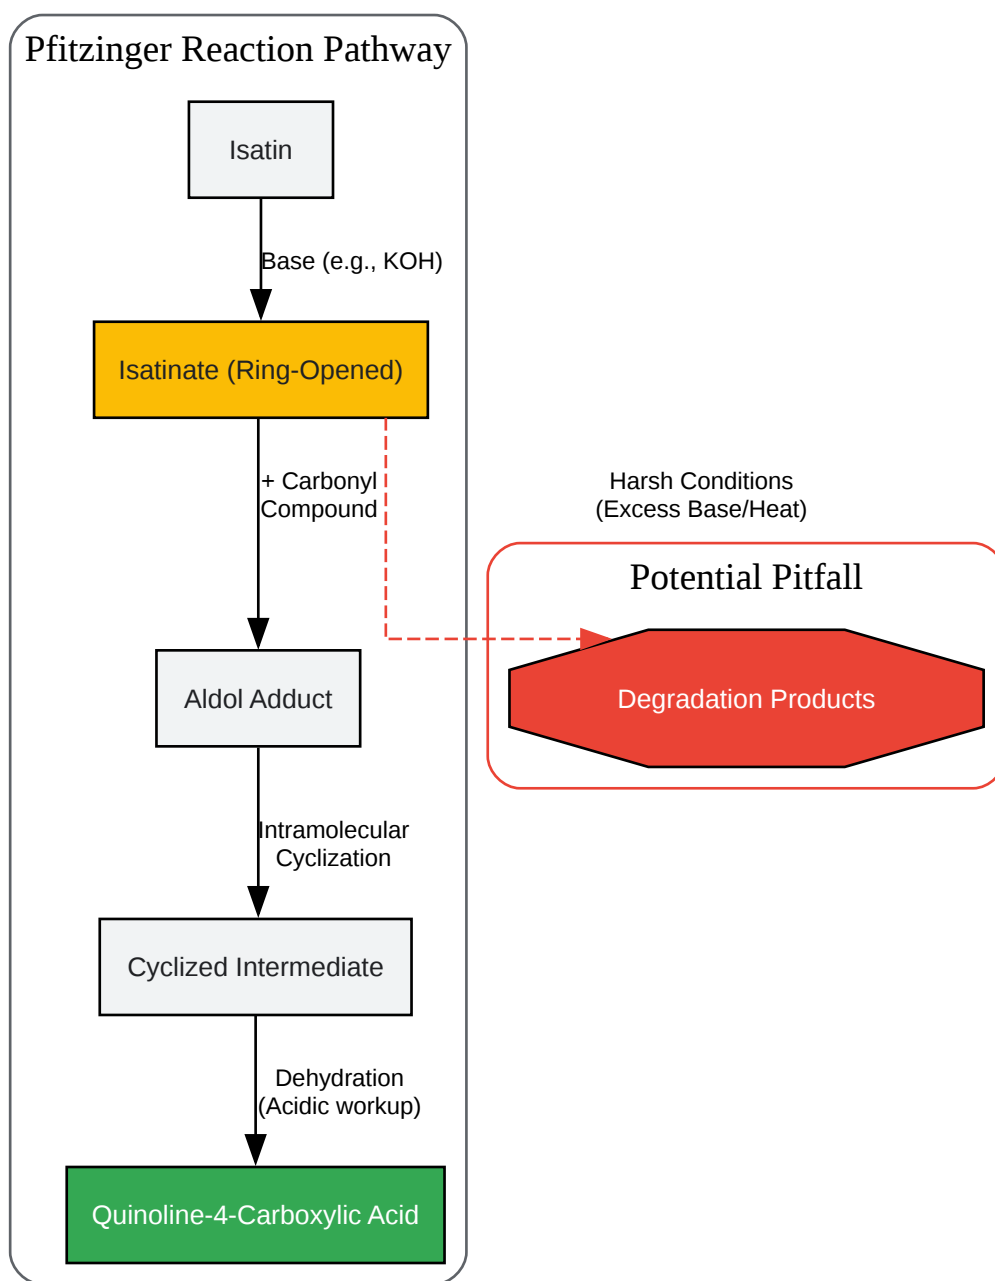 Pfitzinger Reaction Pathway
Isatin
Base (e.g., KOH)
Isatinate (Ring-Opened)
+ Carbonyl
Compound
Harsh Conditions
(Excess Base/Heat)
Potential Pitfall
Degradation Products
Aldol Adduct
Intramolecular
Cyclization
Cyclized Intermediate
Dehydration
(Acidic workup)
Quinoline-4-Carboxylic Acid